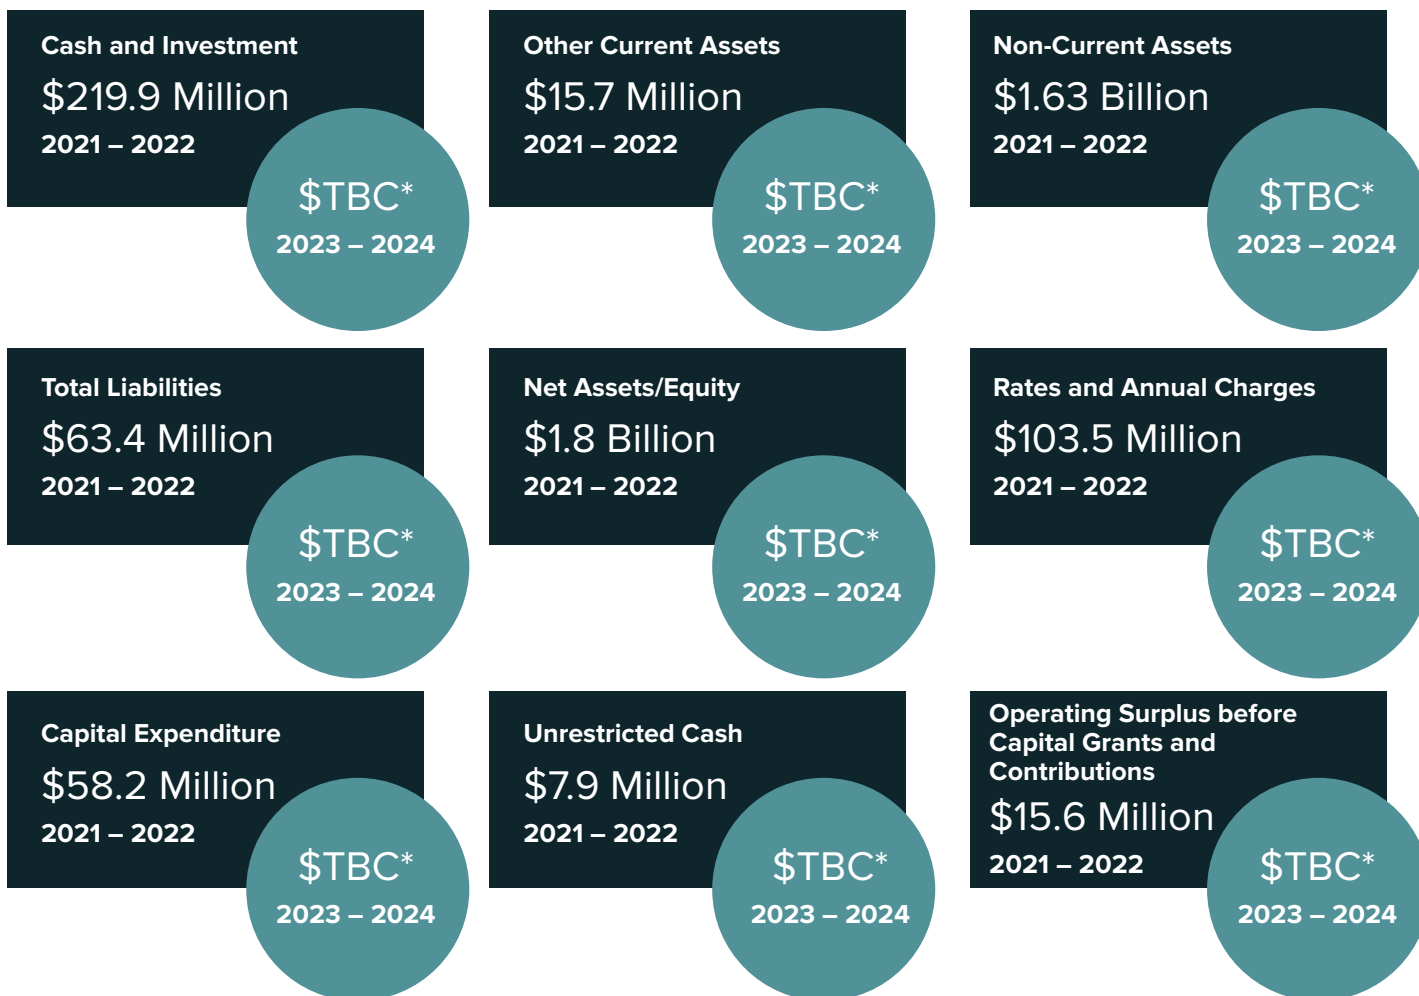 Cash and Investment
$219.9 Million
2021 – 2022
$TBC*
2023 – 2024
Other Current Assets
$15.7 Million
2021 – 2022
$TBC*
2023 – 2024
Non-Current Assets
$1.63 Billion
2021 – 2022
$TBC*
2023 – 2024
Total Liabilities
$63.4 Million
2021 – 2022
$TBC*
2023 – 2024
Net Assets/Equity
$1.8 Billion
2021 – 2022
$TBC*
2023 – 2024
Rates and Annual Charges
$103.5 Million
2021 – 2022
$TBC*
2023 – 2024
Capital Expenditure
$58.2 Million
2021 – 2022
$TBC*
2023 – 2024
Unrestricted Cash
$7.9 Million
2021 – 2022
$TBC*
2023 – 2024
Operating Surplus before
Capital Grants and
Contributions
$15.6 Million
2021 – 2022
$TBC*
2023 – 2024